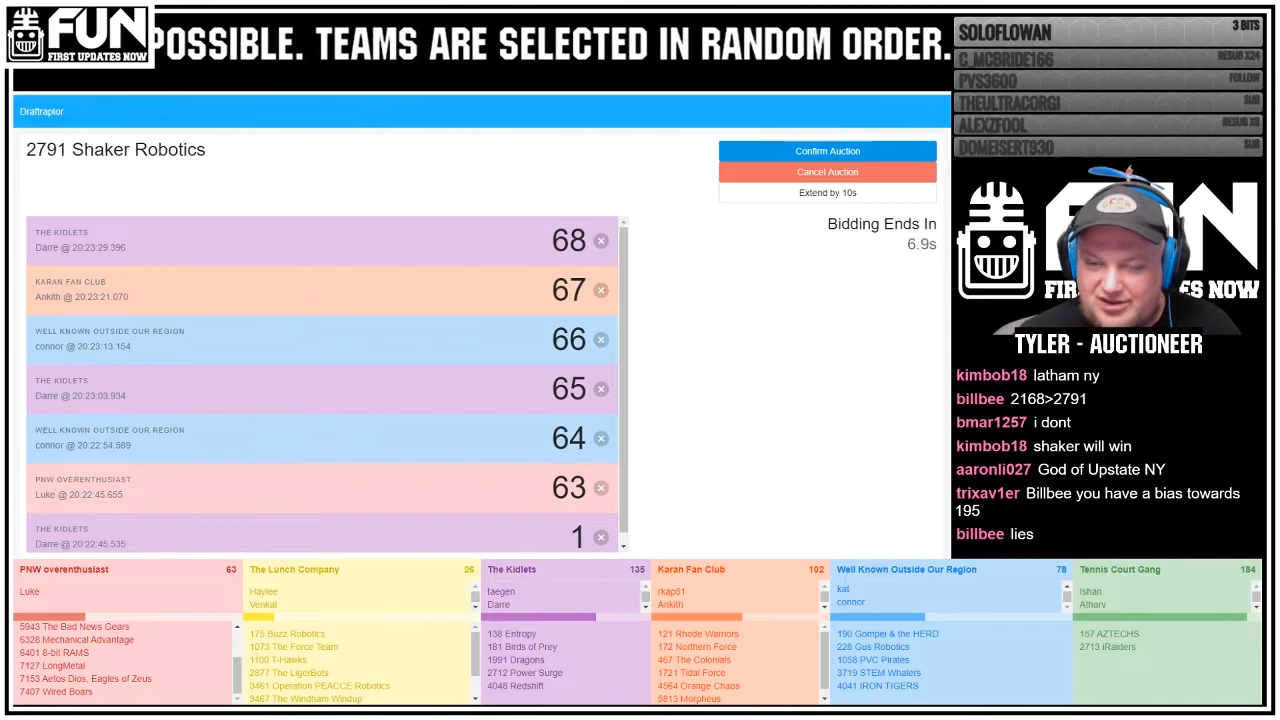 FUN
FIRST UPDATES NOW
POSSIBLE. TEAMS ARE SELECTED IN RANDOM ORDER.
SOLOFLOWAN 3 BITS
C_MCBRIDE166 RESUB X24
PVS3600 FOLLOW
THEULTRACORGI SUB
ALEXZFOOL RESUB X8
DOMEISERT930 SUB
Draftraptor
2791 Shaker Robotics
Confirm Auction
Cancel Auction
Extend by 10s
Bidding Ends In
6.9s
THE KIDLETS
Darre @ 20:23:29.396
68
KARAN FAN CLUB
Ankith @ 20:23:21.070
67
WELL KNOWN OUTSIDE OUR REGION
connor @ 20:23:13.154
66
THE KIDLETS
Darre @ 20:23:03.934
65
WELL KNOWN OUTSIDE OUR REGION
connor @ 20:22:54.589
64
PNW OVERENTHUSIAST
Luke @ 20:22:45.655
63
THE KIDLETS
Darre @ 20:22:45.535
1
TYLER - AUCTIONEER
kimbob18 latham ny
billbee 2168>2791
bmar1257 i dont
kimbob18 shaker will win
aaronli027 God of Upstate NY
trixav1er Billbee you have a bias towards
195
billbee lies
PNW overenthusiast 63
Luke
5943 The Bad News Gears
6328 Mechanical Advantage
6401 8-bit RAMS
7127 LongMetal
7153 Aetos Dios, Eagles of Zeus
7407 Wired Boars
The Lunch Company 26
Haylee
Venkat
175 Buzz Robotics
1073 The Force Team
1100 T-Hawks
2877 The LigerBots
3461 Operation PEACCE Robotics
3467 The Windham Windup
The Kidlets 135
taegen
Darre
138 Entropy
181 Birds of Prey
1991 Dragons
2712 Power Surge
4048 Redshift
Karan Fan Club 102
rkap51
Ankith
121 Rhode Warriors
172 Northern Force
467 The Colonials
1721 Tidal Force
4564 Orange Chaos
5813 Morpheus
Well Known Outside Our Region 78
kat
connor
190 Gompei & the HERD
228 Gus Robotics
1058 PVC Pirates
3719 STEM Whalers
4041 IRON TIGERS
Tennis Court Gang 184
Ishan
Atharv
157 AZTECHS
2713 iRaiders